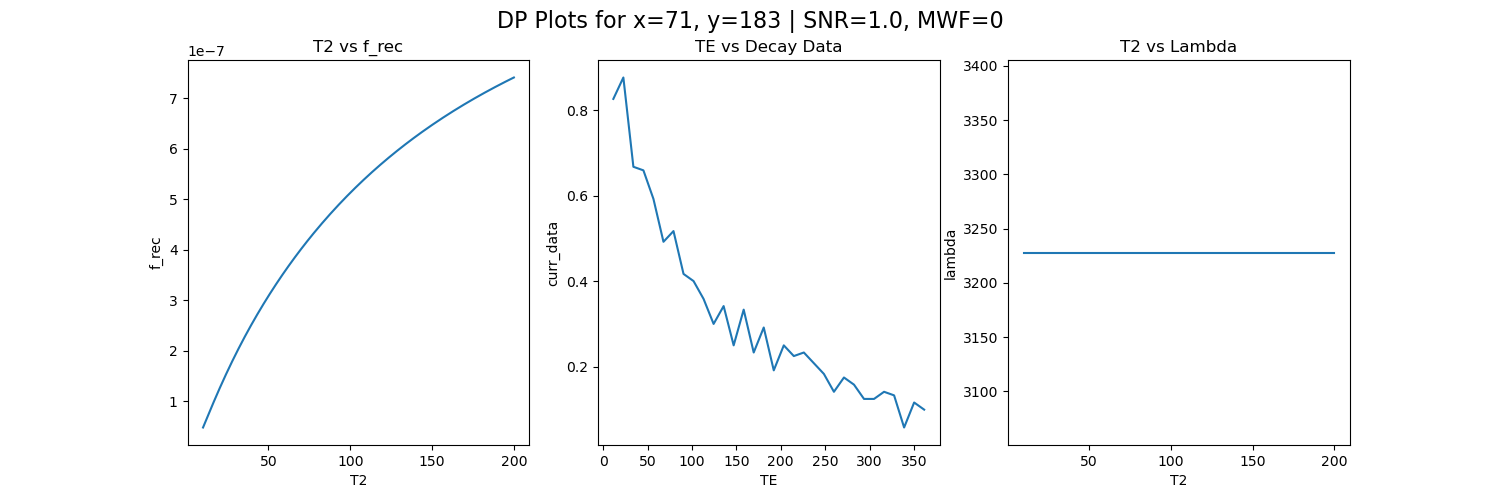 DP Plots for x=71, y=183 | SNR=1.0, MWF=0
T2 vs f_rec
1e−7
f_rec
7
6
5
4
3
2
1
50 100 150 200
T2
TE vs Decay Data
curr_data
0.8
0.6
0.4
0.2
0 50 100 150 200 250 300 350
TE
T2 vs Lambda
lambda
3400
3350
3300
3250
3200
3150
3100
50 100 150 200
T2